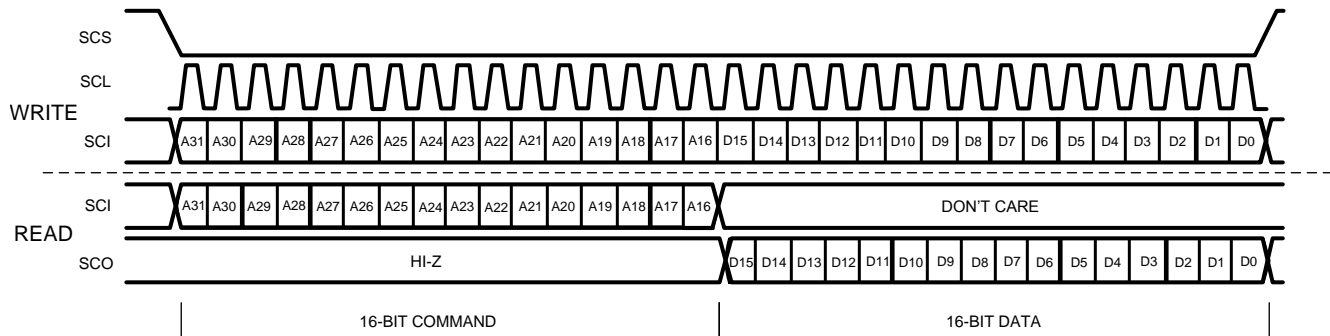 SCS
SCL
WRITE
SCI A31 A30 A29 A28 A27 A26 A25 A24 A23 A22 A21 A20 A19 A18 A17 A16 D15 D14 D13 D12 D11 D10 D9 D8 D7 D6 D5 D4 D3 D2 D1 D0
SCI A31 A30 A29 A28 A27 A26 A25 A24 A23 A22 A21 A20 A19 A18 A17 A16 DON'T CARE
READ
SCO HI-Z D15 D14 D13 D12 D11 D10 D9 D8 D7 D6 D5 D4 D3 D2 D1 D0
16-BIT COMMAND 16-BIT DATA